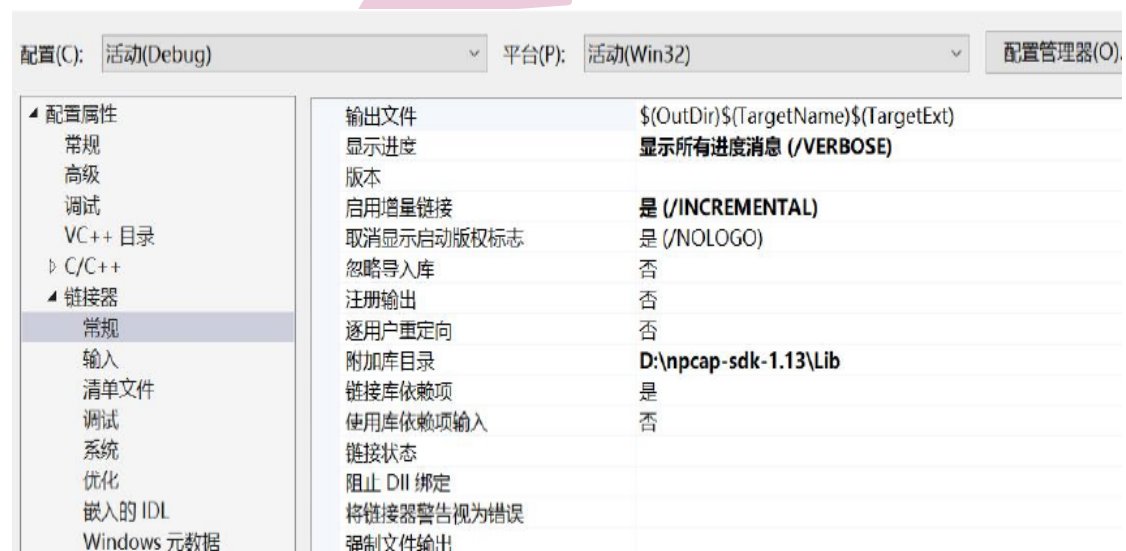 配置(C): 活动(Debug) 平台(P): 活动(Win32) 配置管理器(O).
配置属性
常规
高级
调试
VC++ 目录
C/C++
链接器
常规
输入
清单文件
调试
系统
优化
嵌入的 IDL
Windows 元数据
输出文件 $(OutDir)$(TargetName)$(TargetExt)
显示进度 显示所有进度消息 (/VERBOSE)
版本
启用增量链接 是 (/INCREMENTAL)
取消显示启动版权标志 是 (/NOLOGO)
忽略导入库 否
注册输出 否
逐用户重定向 否
附加库目录 D:\npcap-sdk-1.13\Lib
链接库依赖项 是
使用库依赖项输入 否
链接状态
阻止 Dll 绑定
将链接器警告视为错误
强制文件输出